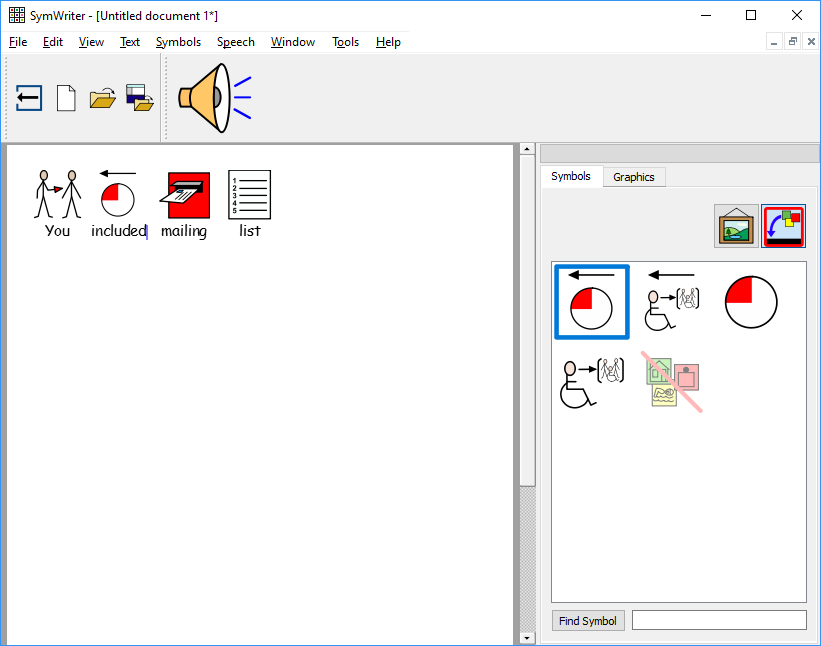 SymWriter - [Untitled document 1*]
File Edit View Text Symbols Speech Window Tools Help
You included mailing list
1
2
3
4
5
Symbols Graphics
Find Symbol